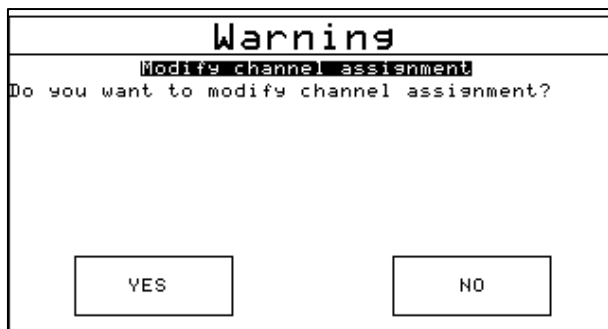 Warning
Modify channel assignment
Do you want to modify channel assignment?
YES NO